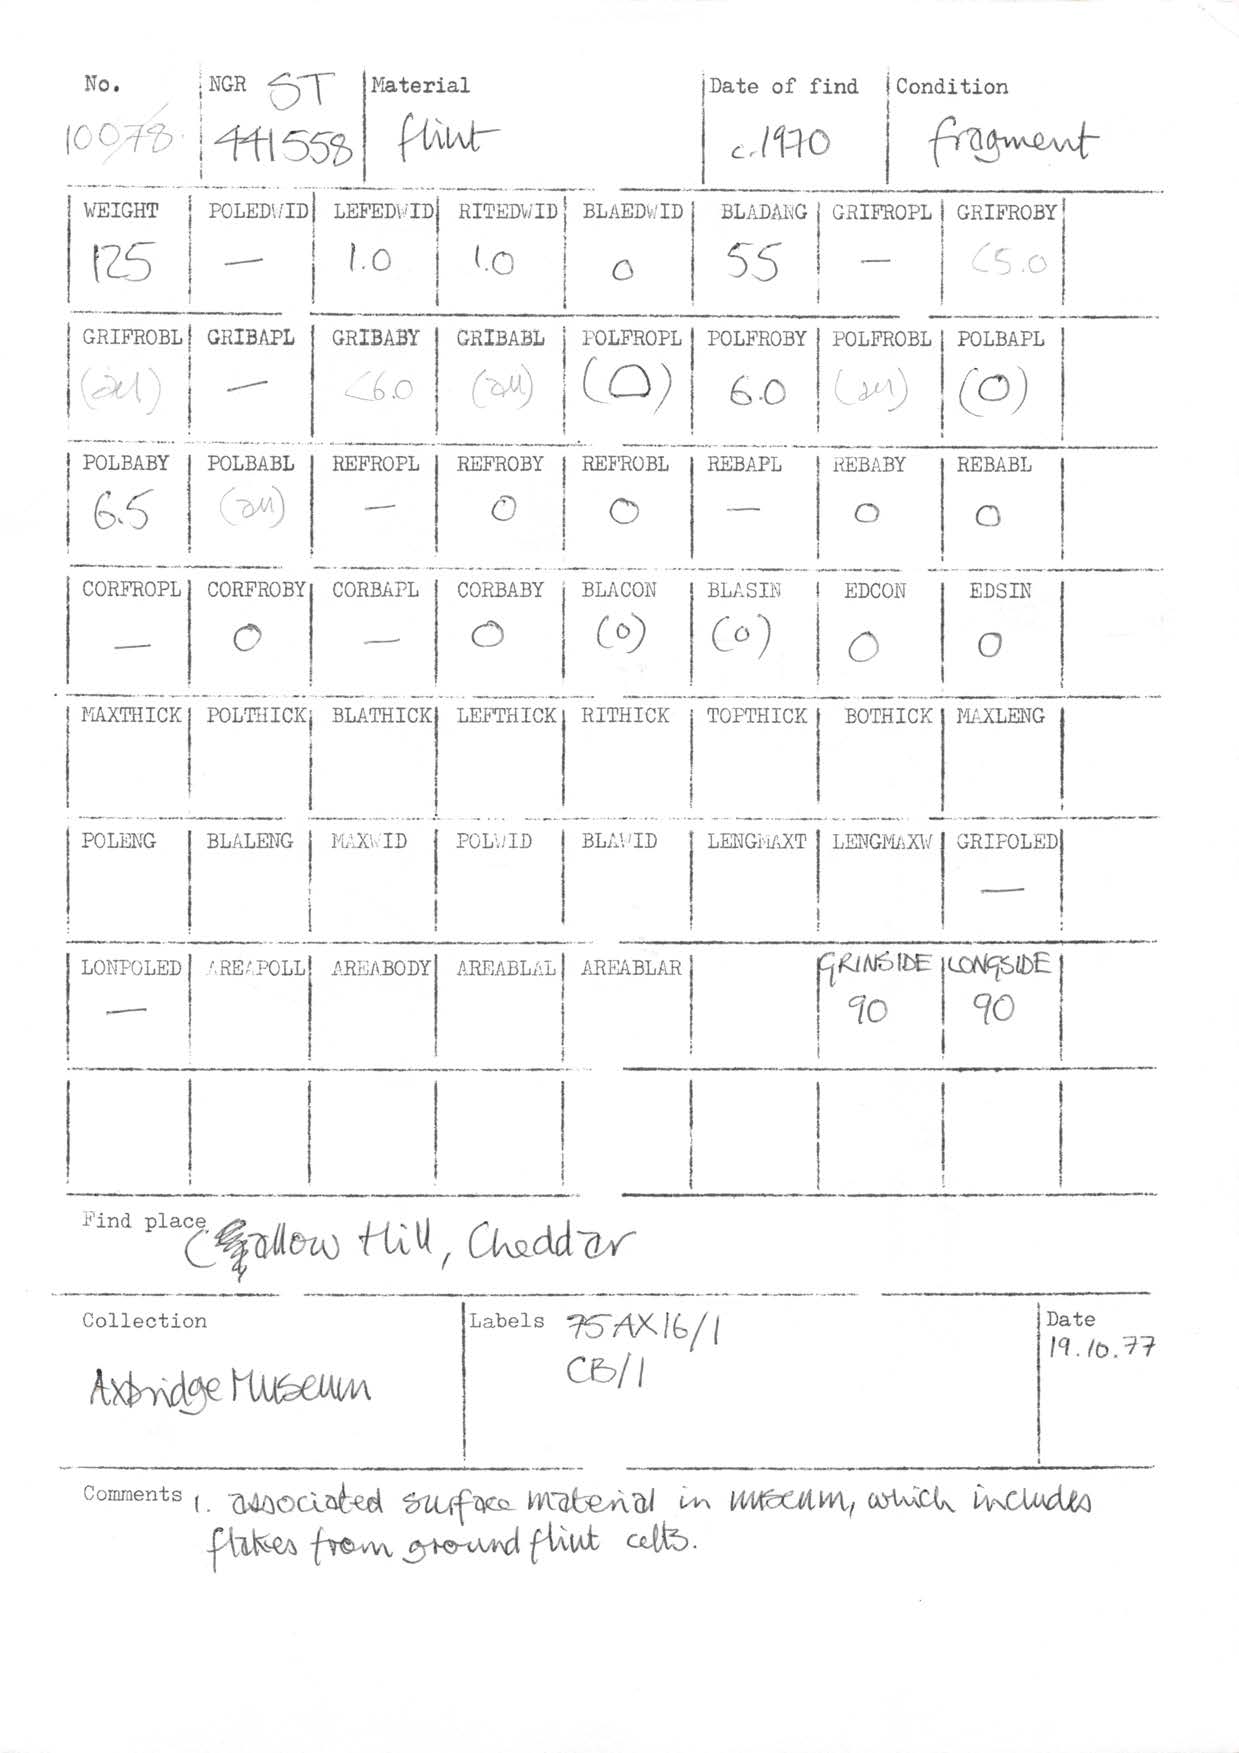 No. NGR ST Material Date of find Condition
10078 441558 flint c.1970 fragment
WEIGHT POLEDWID LEFEDWID RITEDWID BLAEDWID BLADANG GRIFROPL GRIFROBY
125 — 1.0 1.0 0 55 — <5.0
GRIFROBL GRIBAPL GRIBABY GRIBABL POLFROPL POLFROBY POLFROBL POLBAPL
(all) — <6.0 (all) (0) 6.0 (all) (0)
POLBABY POLBABL REFROPL REFROBY REFROBL REBAPL REBABY REBABL
6.5 (all) — 0 0 — 0 0
CORFROPL CORFROBY CORBAPL CORBABY BLACON BLASIN EDCON EDSIN
— 0 — 0 (0) (0) 0 0
MAXTHICK POLTHICK BLATHICK LEFTHICK RITHICK TOPTHICK BOTHICK MAXLENG
POLENG BLALENG MAXWID POLWID BLAWID LENGMAXT LENGMAXW GRIPOLED
—
LONPOLED AREAPOLL AREABODY AREABLAL AREABLAR GRINSIDE LONGSIDE
— 90 90
Find place
Callow Hill, Cheddar
Collection Labels 75AX16/1 Date
CB/1 19.10.77
Axbridge Museum
Comments 1. associated surface material in museum, which includes
flakes from ground flint celts.